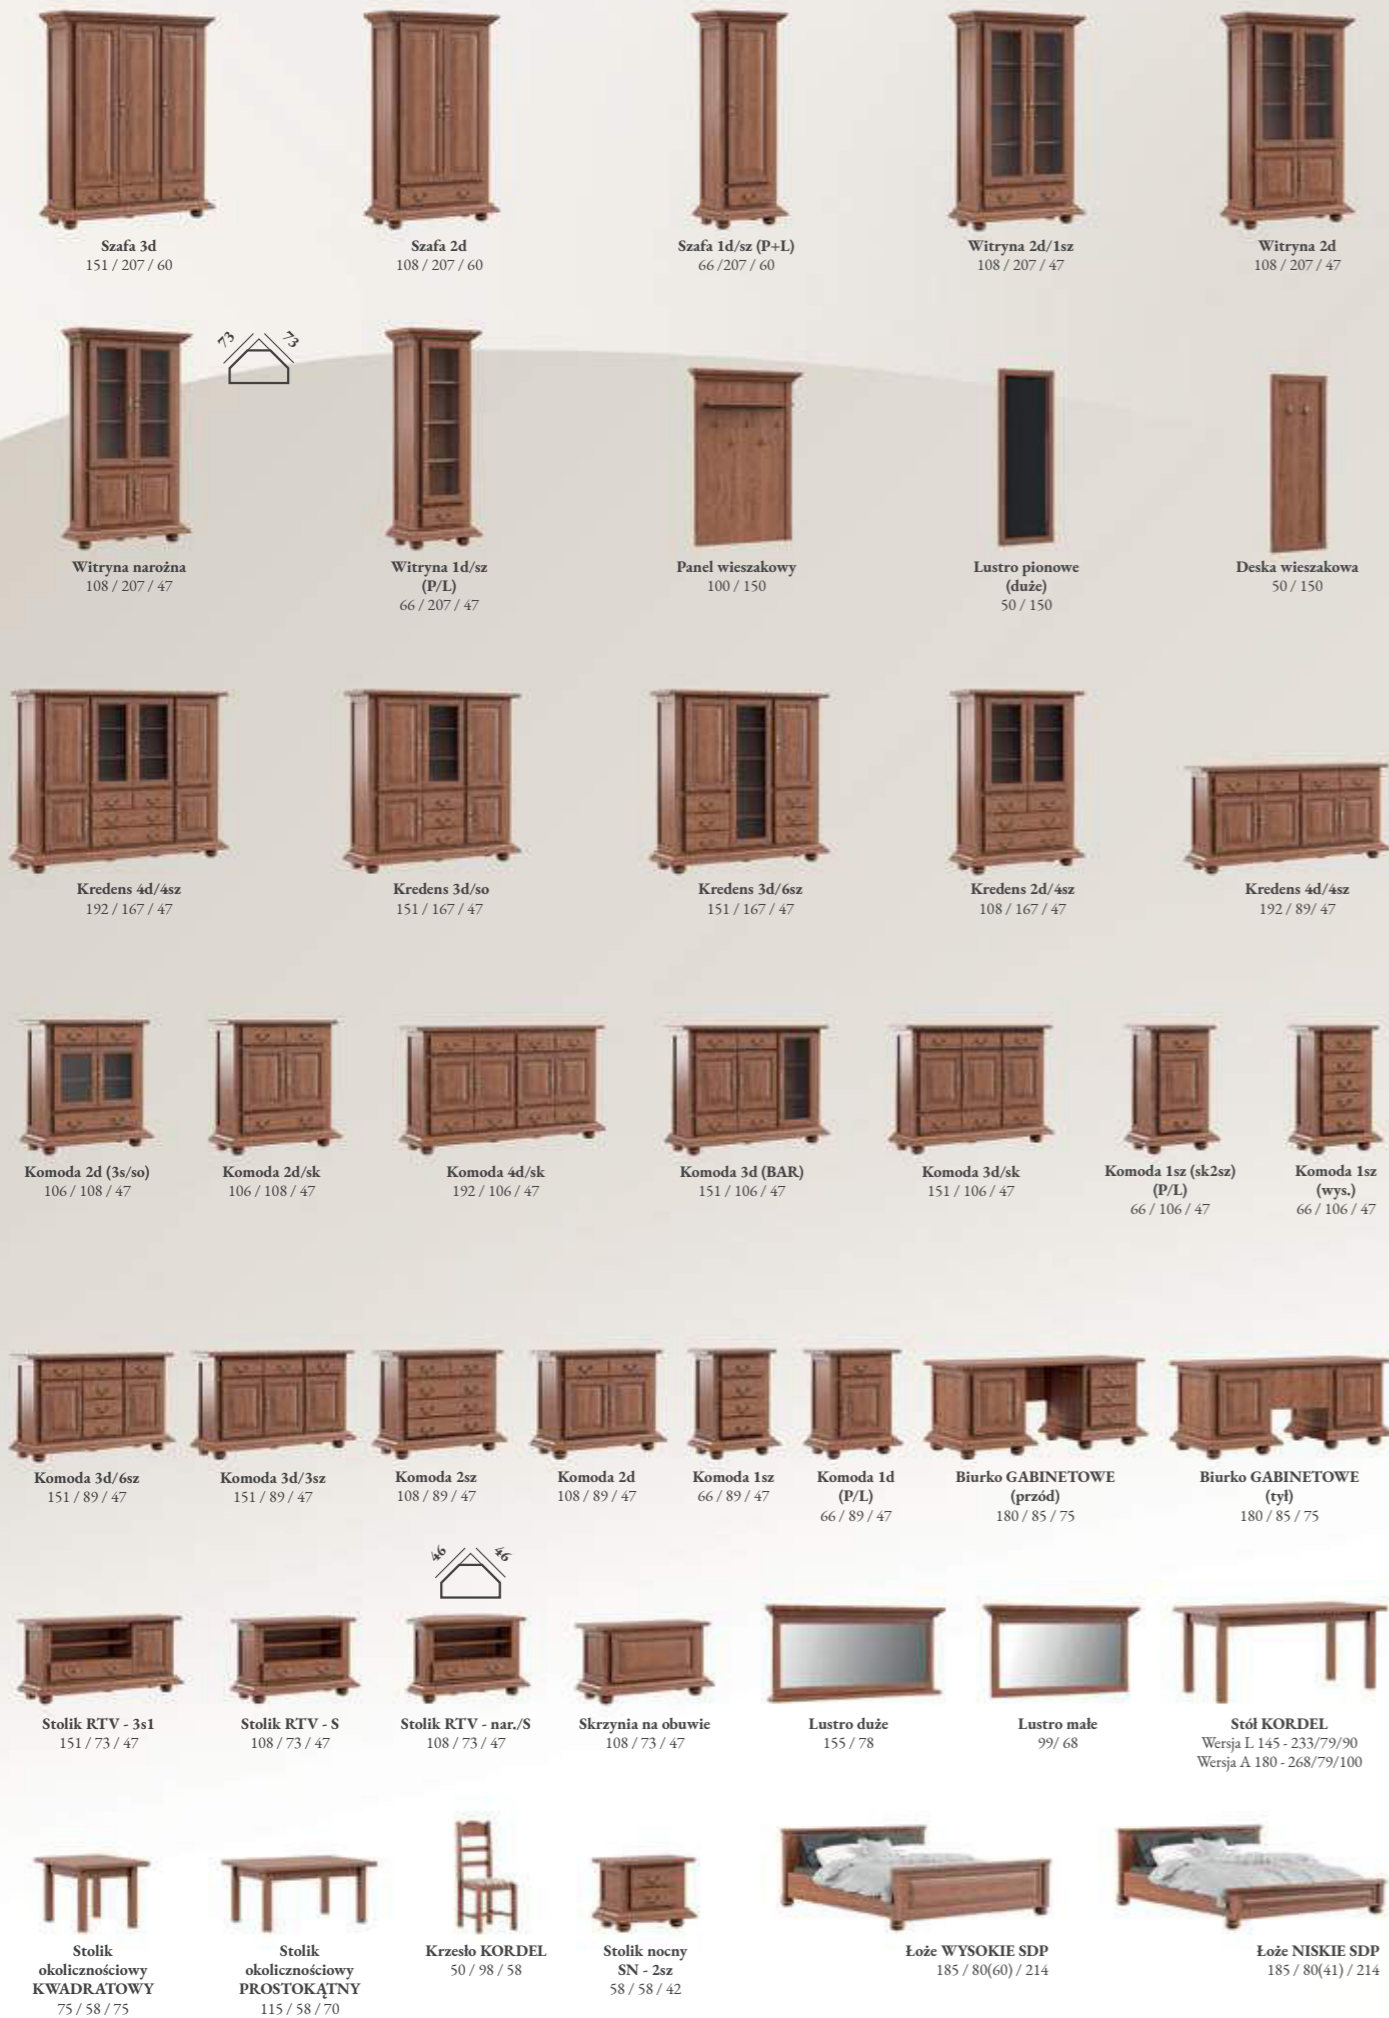 Szafa 3d
151 / 207 / 60
Szafa 2d
108 / 207 / 60
Szafa 1d/sz (P+L)
66 /207 / 60
Witryna 2d/1sz
108 / 207 / 47
Witryna 2d
108 / 207 / 47
73
73
Witryna narożna
108 / 207 / 47
Witryna 1d/sz
(P/L)
66 / 207 / 47
Panel wieszakowy
100 / 150
Lustro pionowe
(duże)
50 / 150
Deska wieszakowa
50 / 150
Kredens 4d/4sz
192 / 167 / 47
Kredens 3d/so
151 / 167 / 47
Kredens 3d/6sz
151 / 167 / 47
Kredens 2d/4sz
108 / 167 / 47
Kredens 4d/4sz
192 / 89/ 47
Komoda 2d (3s/so)
106 / 108 / 47
Komoda 2d/sk
106 / 108 / 47
Komoda 4d/sk
192 / 106 / 47
Komoda 3d (BAR)
151 / 106 / 47
Komoda 3d/sk
151 / 106 / 47
Komoda 1sz (sk2sz)
(P/L)
66 / 106 / 47
Komoda 1sz
(wys.)
66 / 106 / 47
Komoda 3d/6sz
151 / 89 / 47
Komoda 3d/3sz
151 / 89 / 47
Komoda 2sz
108 / 89 / 47
Komoda 2d
108 / 89 / 47
Komoda 1sz
66 / 89 / 47
Komoda 1d
(P/L)
66 / 89 / 47
Biurko GABINETOWE
(przód)
180 / 85 / 75
Biurko GABINETOWE
(tył)
180 / 85 / 75
46
46
Stolik RTV - 3s1
151 / 73 / 47
Stolik RTV - S
108 / 73 / 47
Stolik RTV - nar./S
108 / 73 / 47
Skrzynia na obuwie
108 / 73 / 47
Lustro duże
155 / 78
Lustro małe
99/ 68
Stół KORDEL
Wersja L 145 - 233/79/90
Wersja A 180 - 268/79/100
Stolik
okolicznościowy
KWADRATOWY
75 / 58 / 75
Stolik
okolicznościowy
PROSTOKĄTNY
115 / 58 / 70
Krzesło KORDEL
50 / 98 / 58
Stolik nocny
SN - 2sz
58 / 58 / 42
Łoże WYSOKIE SDP
185 / 80(60) / 214
Łoże NISKIE SDP
185 / 80(41) / 214